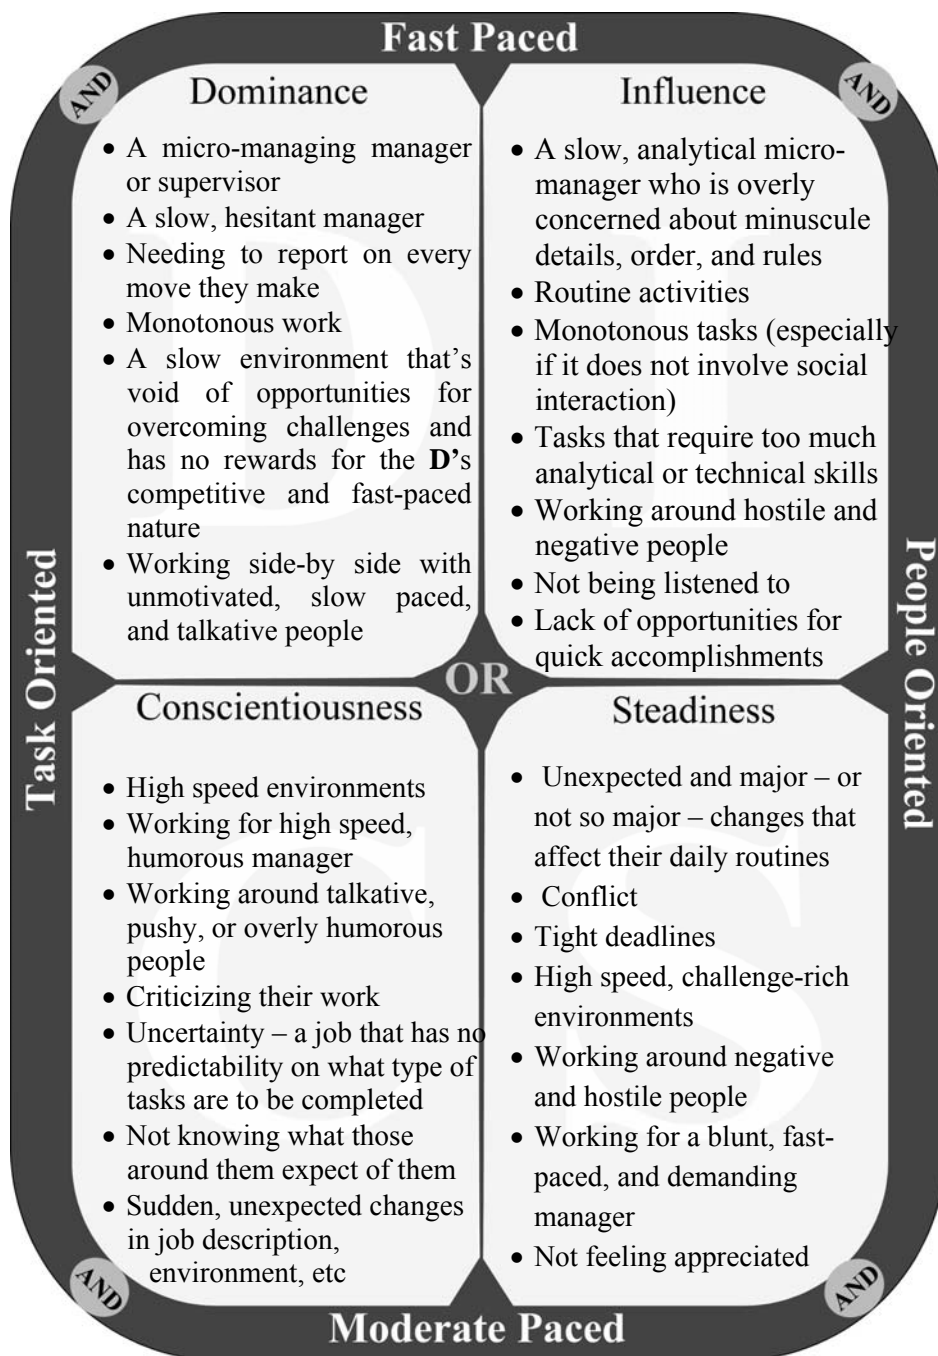 Fast Paced
AND
AND
Dominance
• A micro-managing manager
or supervisor
• A slow, hesitant manager
• Needing to report on every
move they make
• Monotonous work
• A slow environment that’s
void of opportunities for
overcoming challenges and
has no rewards for the D’s
competitive and fast-paced
nature
• Working side-by side with
unmotivated, slow paced,
and talkative people
Influence
• A slow, analytical micro-
manager who is overly
concerned about minuscule
details, order, and rules
• Routine activities
• Monotonous tasks (especially
if it does not involve social
interaction)
• Tasks that require too much
analytical or technical skills
• Working around hostile and
negative people
• Not being listened to
• Lack of opportunities for
quick accomplishments
D
I
Task Oriented
OR
People Oriented
Conscientiousness
• High speed environments
• Working for high speed,
humorous manager
• Working around talkative,
pushy, or overly humorous
people
• Criticizing their work
• Uncertainty – a job that has no
predictability on what type of
tasks are to be completed
• Not knowing what those
around them expect of them
• Sudden, unexpected changes
in job description,
environment, etc
Steadiness
• Unexpected and major – or
not so major – changes that
affect their daily routines
• Conflict
• Tight deadlines
• High speed, challenge-rich
environments
• Working around negative
and hostile people
• Working for a blunt, fast-
paced, and demanding
manager
• Not feeling appreciated
C
S
AND
AND
Moderate Paced